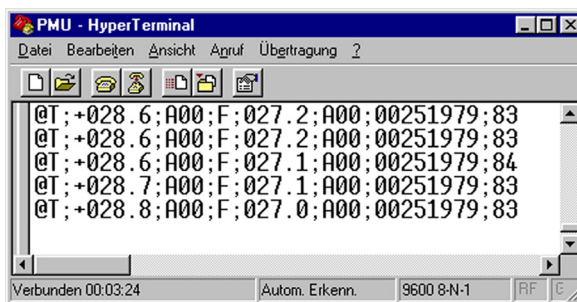 PMU - HyperTerminal
Datei Bearbeiten Ansicht Anruf Übertragung ?
@T;+028.6;A00;F;027.2;A00;00251979;83
@T;+028.6;A00;F;027.2;A00;00251979;83
@T;+028.6;A00;F;027.1;A00;00251979;84
@T;+028.7;A00;F;027.1;A00;00251979;83
@T;+028.8;A00;F;027.0;A00;00251979;83
Verbunden 00:03:24 Autom. Erkenn. 9600 8-N-1 RF